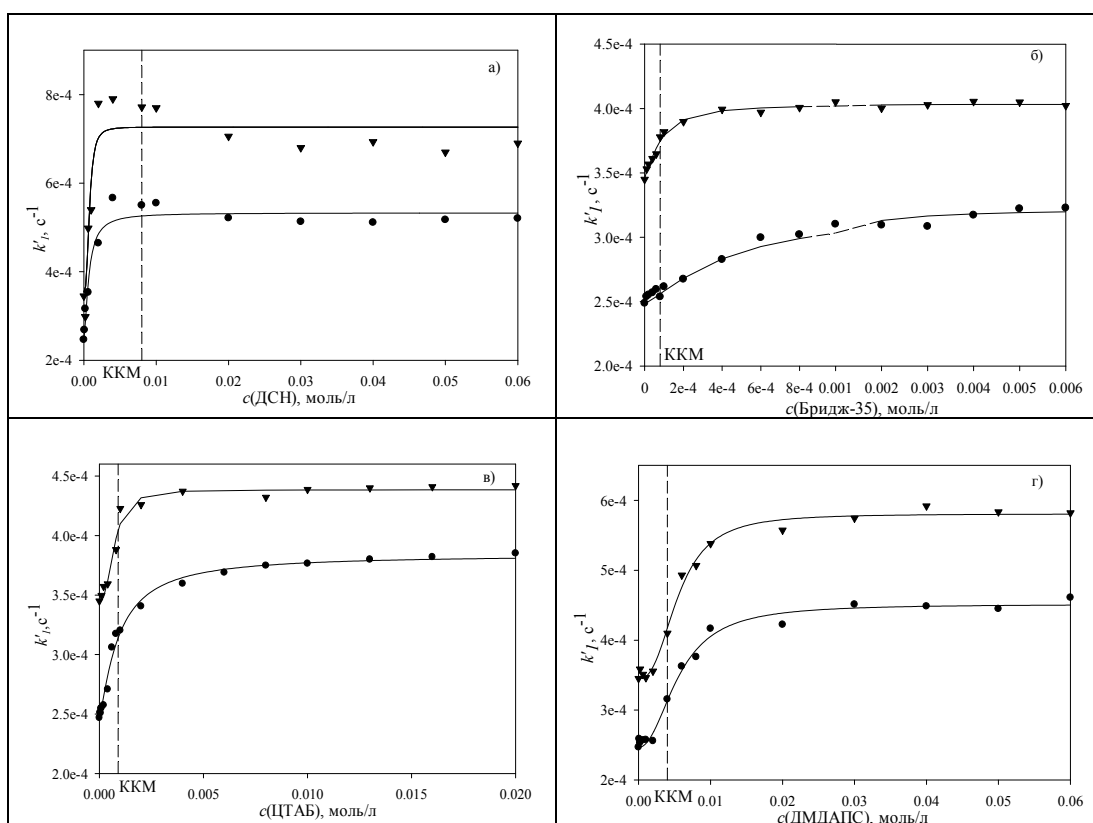 а)
8e-4
6e-4
4e-4
2e-4
k'1, с-1
ККМ
0.00 0.01 0.02 0.03 0.04 0.05 0.06
c(ДСН), моль/л
б)
4.5e-4
4.0e-4
3.5e-4
3.0e-4
2.5e-4
2.0e-4
k'1, с-1
ККМ
0 2e-4 4e-4 6e-4 8e-4 0.001 0.002 0.003 0.004 0.005 0.006
c(Бридж-35), моль/л
в)
4.5e-4
4.0e-4
3.5e-4
3.0e-4
2.5e-4
2.0e-4
k'1,с-1
0.000 ККМ 0.005 0.010 0.015 0.020
c(ЦТАБ), моль/л
г)
6e-4
5e-4
4e-4
3e-4
2e-4
k'1, с-1
0.00 ККМ 0.01 0.02 0.03 0.04 0.05 0.06
c(ДМДАПС), моль/л